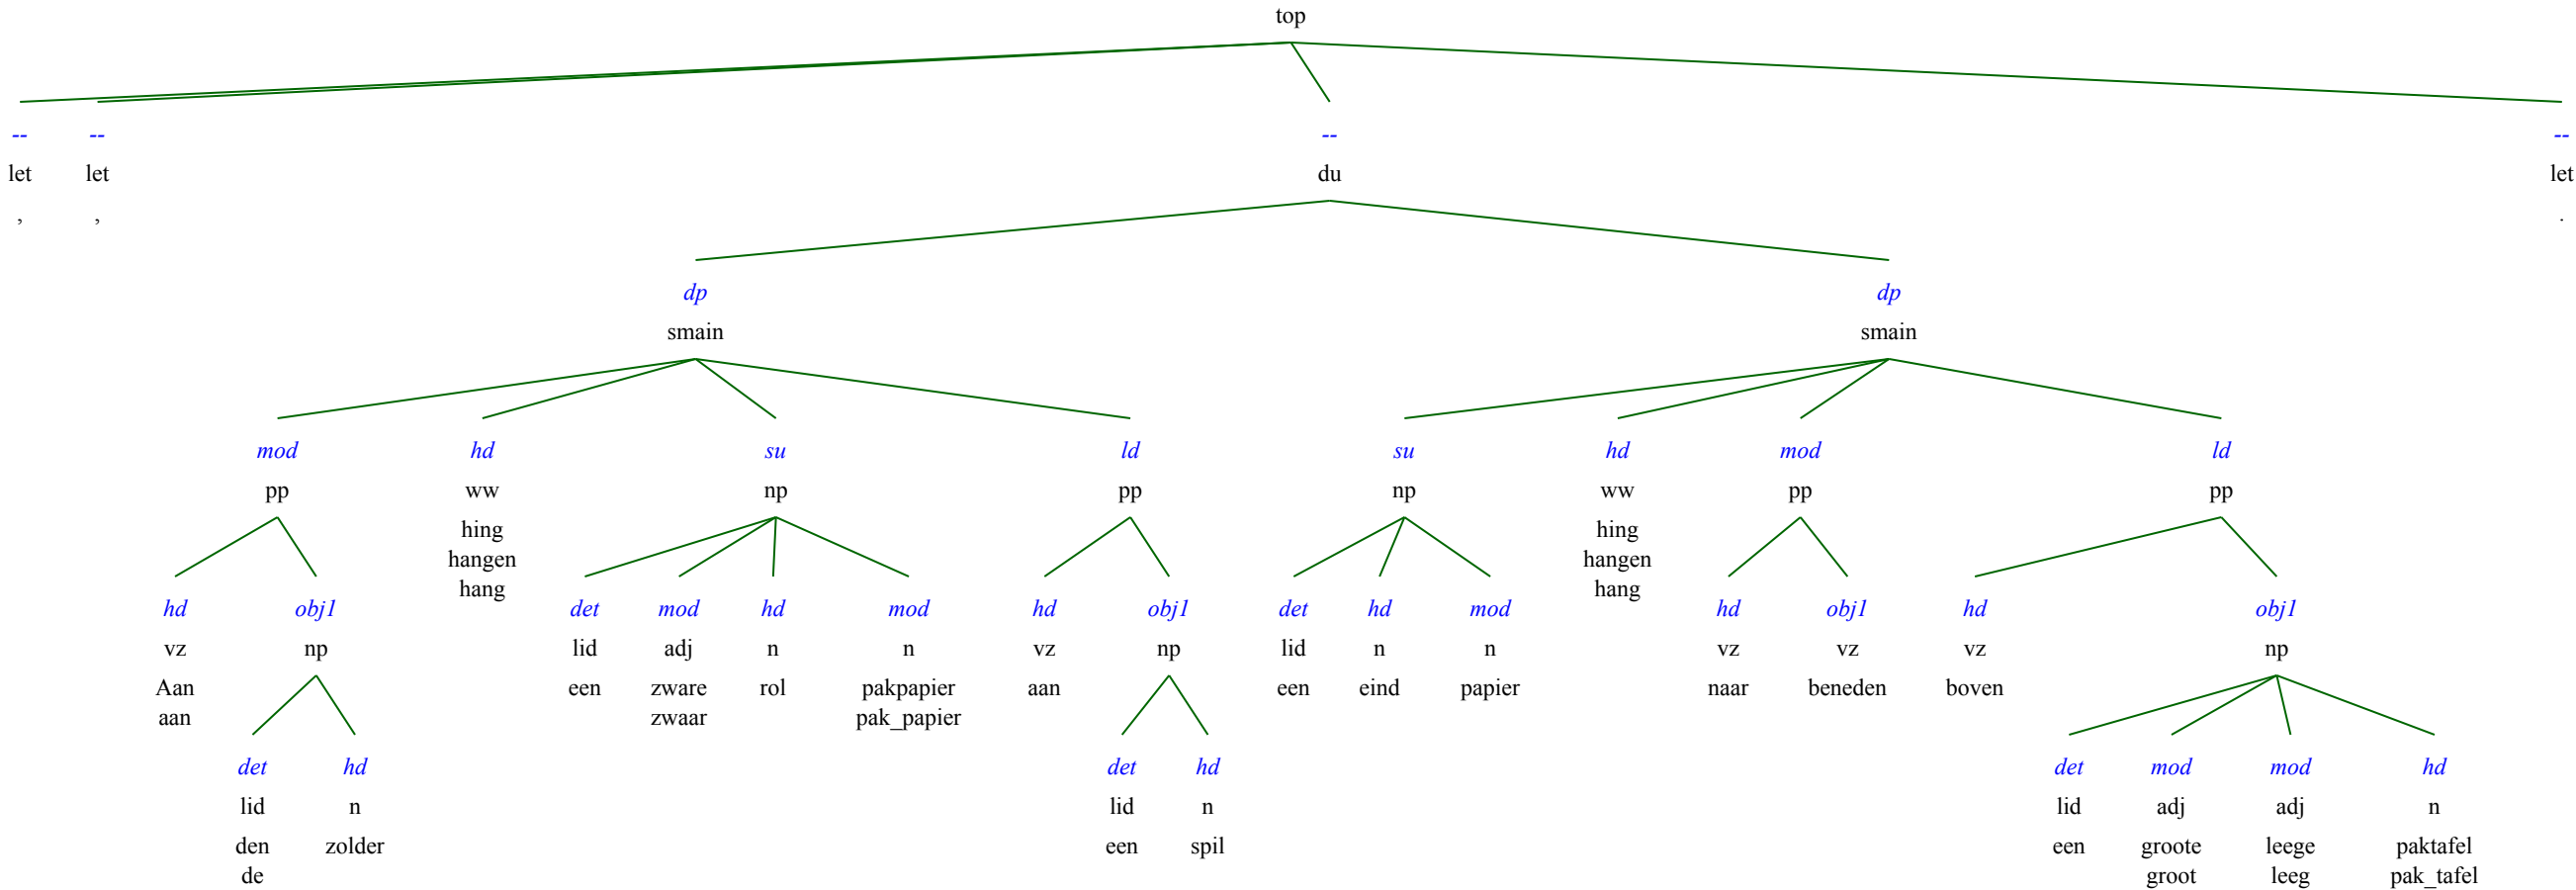 top
-- -- -- --
let let du let
, , .
dp dp
smain smain
mod hd su ld su hd mod ld
pp ww np pp np ww pp pp
hing hing
hangen hangen
hang hang
hd obj1 det mod hd mod hd obj1 det hd mod hd obj1 hd obj1
vz np lid adj n n vz np lid n n vz vz vz np
Aan een zware rol pakpapier aan een eind papier naar beneden boven
aan zwaar pak_papier
det hd det hd det mod mod hd
lid n lid n lid adj adj n
den zolder een spil een groote leege paktafel
de groot leeg pak_tafel